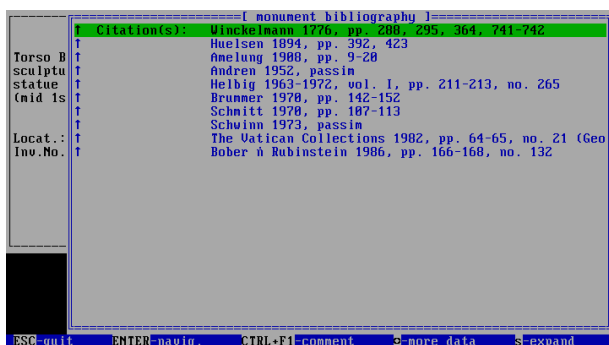 [ monument bibliography ]
↑ Citation(s): Winckelmann 1776, pp. 288, 295, 364, 741-742
↑ Huelsen 1894, pp. 392, 423
Torso B ↑ Amelung 1908, pp. 9-20
sculptu ↑ Andren 1952, passim
statue ↑ Helbig 1963-1972, vol. I, pp. 211-213, no. 265
(mid 1s ↑ Brummer 1970, pp. 142-152
↑ Schmitt 1970, pp. 107-113
↑ Schwinn 1973, passim
Locat.: ↑ The Vatican Collections 1982, pp. 64-65, no. 21 (Geo
Inv.No. ↑ Bober ṅ Rubinstein 1986, pp. 166-168, no. 132
ESC-quit ENTER-navig. CTRL+F1-comment -more data s-expand